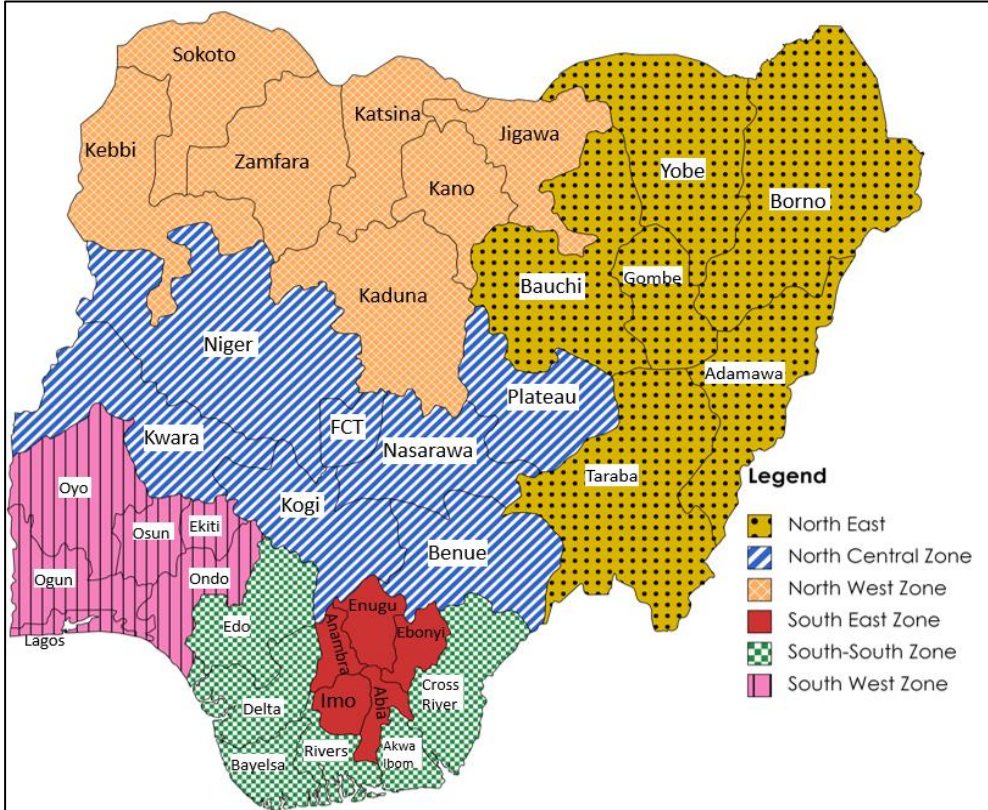 Sokoto
Katsina
Jigawa
Kebbi
Zamfara
Kano
Yobe
Borno
Kaduna
Bauchi
Gombe
Niger
Adamawa
Plateau
FCT
Kwara
Nasarawa
Taraba
Kogi
Oyo
Osun
Ekiti
Benue
Ogun
Ondo
Lagos
Edo
Enugu
Anambra
Ebonyi
Imo
Abia
Cross
River
Delta
Bayelsa
Rivers
Akwa
Ibom
Legend
North East
North Central Zone
North West Zone
South East Zone
South-South Zone
South West Zone